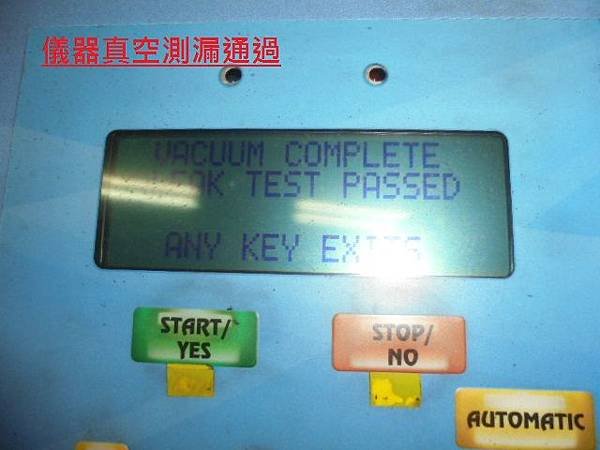 儀器真空測漏通過
VACUUM COMPLETE
LEAK TEST PASSED
ANY KEY EXITS
START/
YES
STOP/
NO
AUTOMATIC